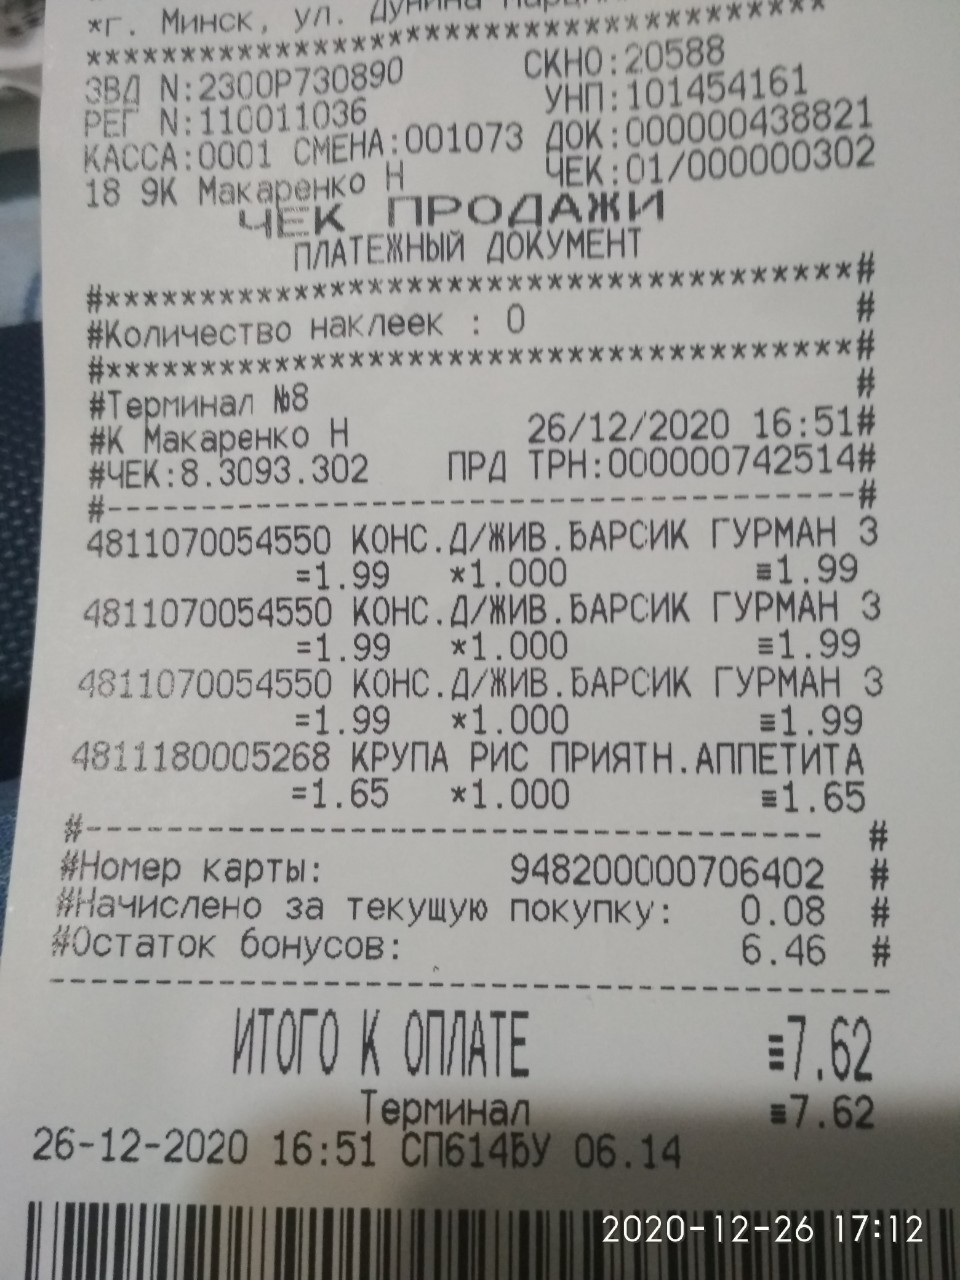 *г. Минск, ул. Дунина
****************************************
ЗВД N:2300P730890 СКНО:20588
РЕГ N:110011036 УНП:101454161
КАССА:0001 СМЕНА:001073 ДОК:000000438821
18 9К Макаренко Н ЧЕК:01/000000302
ЧЕК ПРОДАЖИ
ПЛАТЕЖНЫЙ ДОКУМЕНТ
#**************************************#
#Количество наклеек : 0 #
#**************************************#
#Терминал №8 #
#К Макаренко Н 26/12/2020 16:51#
#ЧЕК:8.3093.302 ПРД ТРН:000000742514#
#--------------------------------------#
4811070054550 КОНС.Д/ЖИВ.БАРСИК ГУРМАН З
=1.99 *1.000 ≡1.99
4811070054550 КОНС.Д/ЖИВ.БАРСИК ГУРМАН З
=1.99 *1.000 ≡1.99
4811070054550 КОНС.Д/ЖИВ.БАРСИК ГУРМАН З
=1.99 *1.000 ≡1.99
4811180005268 КРУПА РИС ПРИЯТН.АППЕТИТА
=1.65 *1.000 ≡1.65
#------------------------------------ #
#Номер карты: 948200000706402 #
#Начислено за текущую покупку: 0.08 #
#Остаток бонусов: 6.46 #
----------------------------------------
ИТОГО К ОПЛАТЕ ≡7.62
Терминал ≡7.62
26-12-2020 16:51 СП614БУ 06.14
2020-12-26 17:12